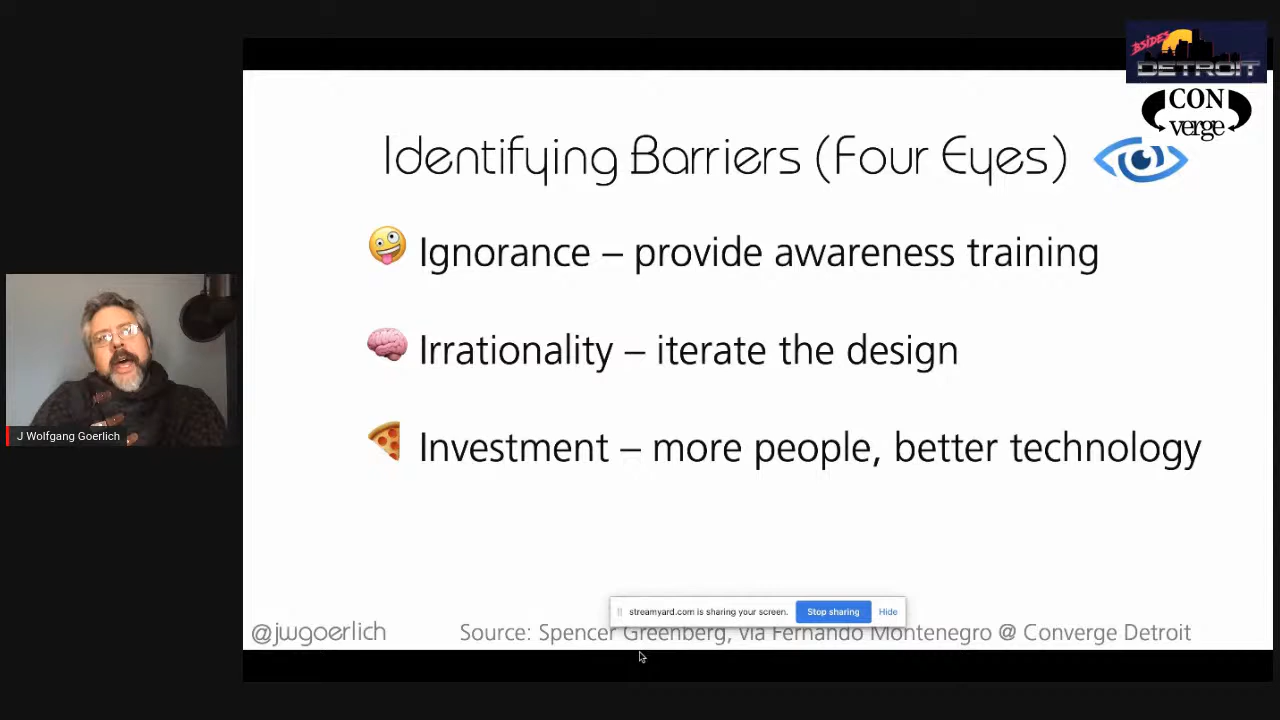 BSIDES
DETROIT
CON
verge
Identifying Barriers (Four Eyes)
Ignorance – provide awareness training
Irrationality – iterate the design
Investment – more people, better technology
J Wolfgang Goerlich
streamyard.com is sharing your screen.
Stop sharing
Hide
@jwgoerlich
Source: Spencer Greenberg, via Fernando Montenegro @ Converge Detroit